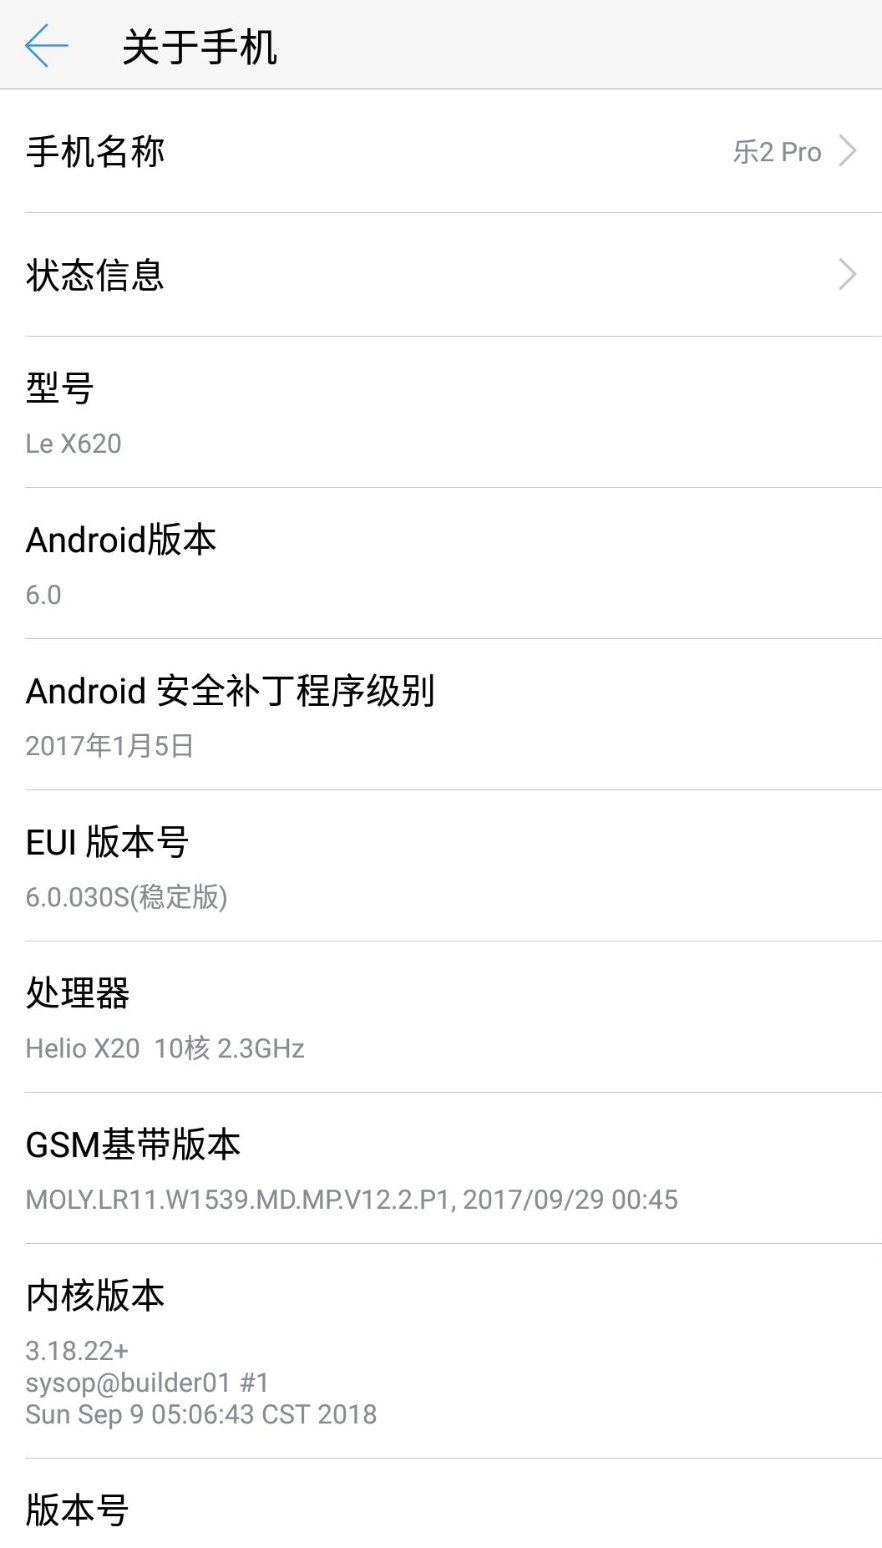 关于手机
手机名称
乐2 Pro
状态信息
型号
Le X620
Android版本
6.0
Android 安全补丁程序级别
2017年1月5日
EUI 版本号
6.0.030S(稳定版)
处理器
Helio X20  10核 2.3GHz
GSM基带版本
MOLY.LR11.W1539.MD.MP.V12.2.P1, 2017/09/29 00:45
内核版本
3.18.22+
sysop@builder01 #1
Sun Sep 9 05:06:43 CST 2018
版本号